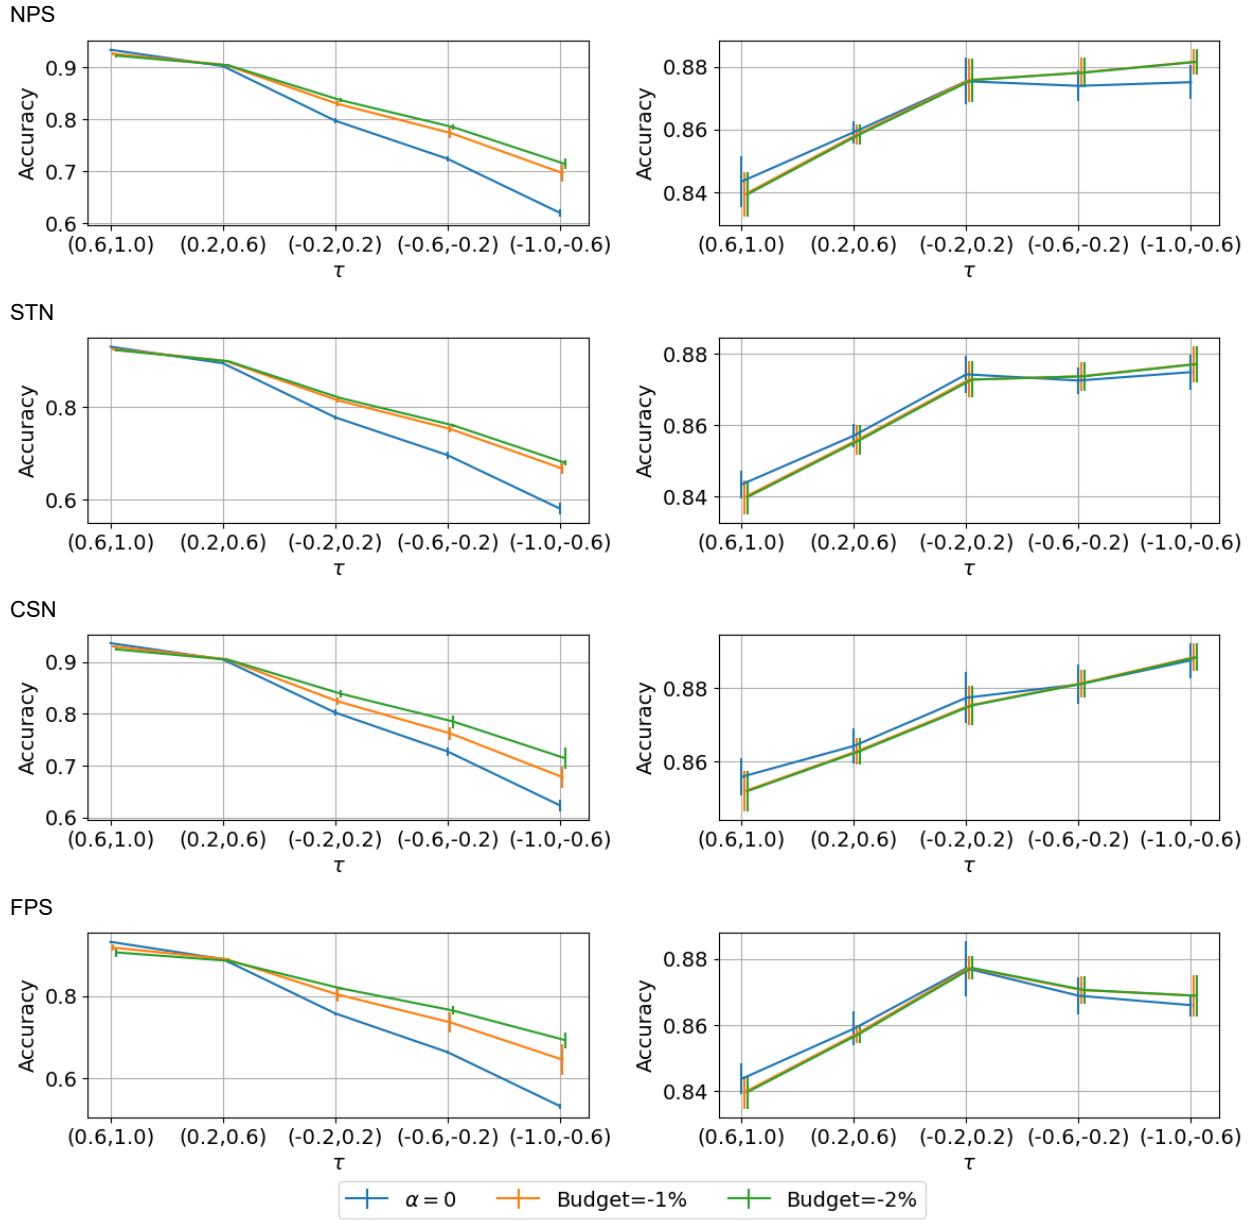 NPS
Accuracy
0.9
0.8
0.7
0.6
(0.6,1.0) (0.2,0.6) (-0.2,0.2) (-0.6,-0.2) (-1.0,-0.6)
τ
Accuracy
0.88
0.86
0.84
(0.6,1.0) (0.2,0.6) (-0.2,0.2) (-0.6,-0.2) (-1.0,-0.6)
τ
STN
Accuracy
0.8
0.6
(0.6,1.0) (0.2,0.6) (-0.2,0.2) (-0.6,-0.2) (-1.0,-0.6)
τ
Accuracy
0.88
0.86
0.84
(0.6,1.0) (0.2,0.6) (-0.2,0.2) (-0.6,-0.2) (-1.0,-0.6)
τ
CSN
Accuracy
0.9
0.8
0.7
0.6
(0.6,1.0) (0.2,0.6) (-0.2,0.2) (-0.6,-0.2) (-1.0,-0.6)
τ
Accuracy
0.88
0.86
(0.6,1.0) (0.2,0.6) (-0.2,0.2) (-0.6,-0.2) (-1.0,-0.6)
τ
FPS
Accuracy
0.8
0.6
(0.6,1.0) (0.2,0.6) (-0.2,0.2) (-0.6,-0.2) (-1.0,-0.6)
τ
Accuracy
0.88
0.86
0.84
(0.6,1.0) (0.2,0.6) (-0.2,0.2) (-0.6,-0.2) (-1.0,-0.6)
τ
α = 0 Budget=-1% Budget=-2%